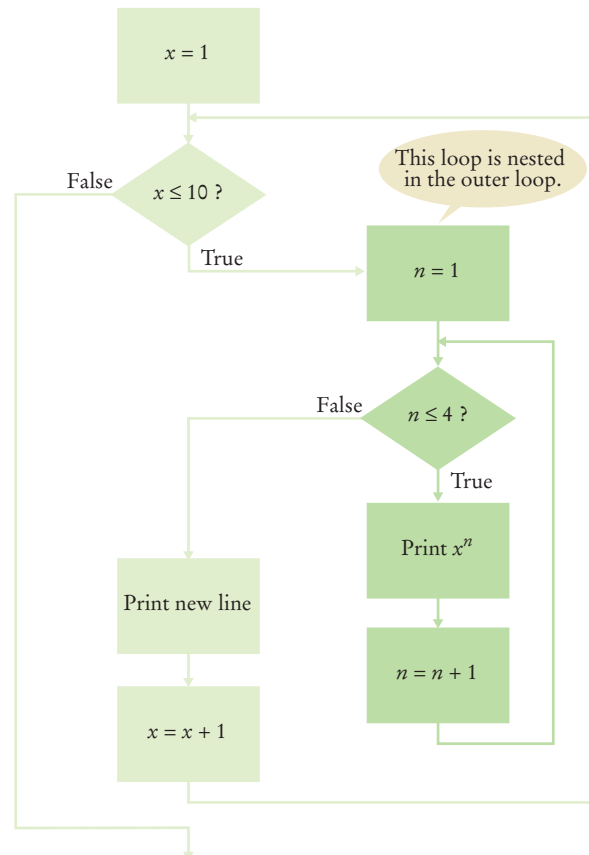 x = 1
This loop is nested
in the outer loop.
False
x ≤ 10 ?
True
n = 1
False
n ≤ 4 ?
True
Print xⁿ
Print new line
n = n + 1
x = x + 1